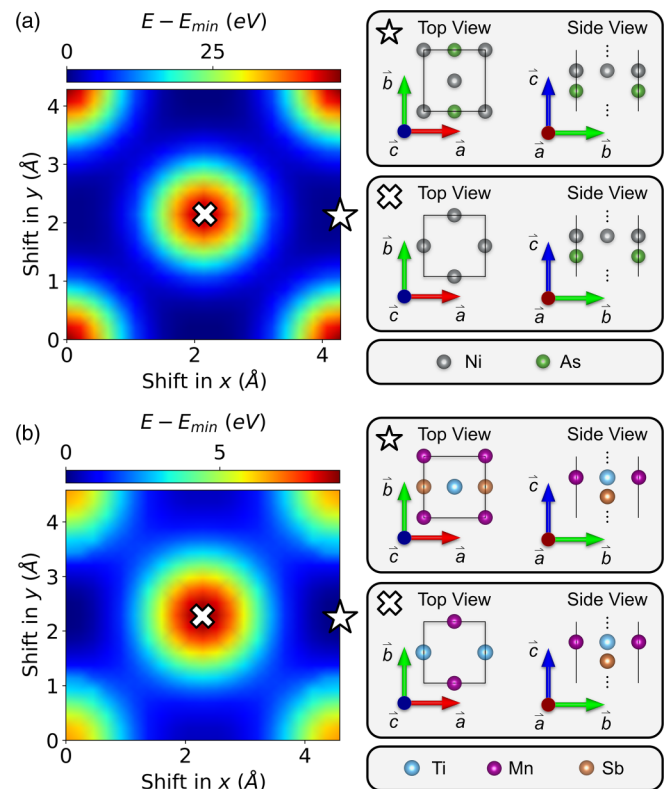 (a)
E − E_min (eV)
0 25
Shift in y (Å)
4
3
2
1
0
0 2 4
Shift in x (Å)
Top View Side View
b
c a
c
a b
Top View Side View
b
c a
c
a b
Ni As
(b)
E − E_min (eV)
0 5
Shift in y (Å)
4
3
2
1
0
0 2 4
Shift in x (Å)
Top View Side View
b
c a
c
a b
Top View Side View
b
c a
c
a b
Ti Mn Sb